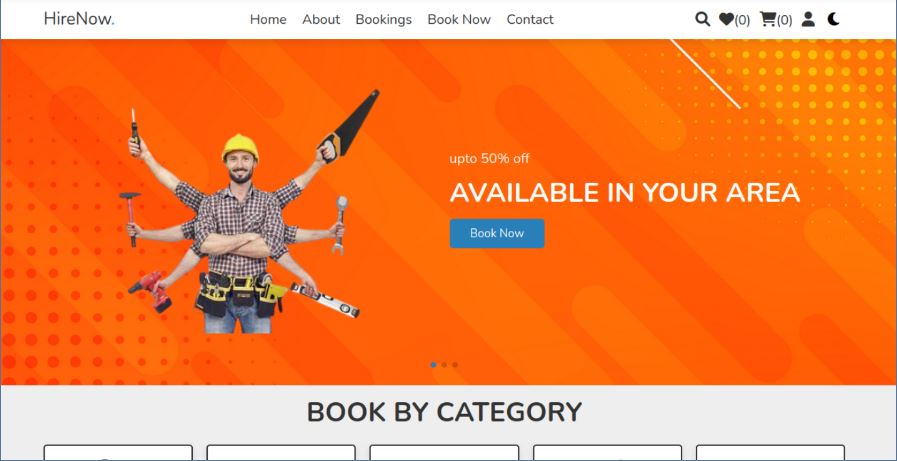 HireNow.
Home About Bookings Book Now Contact
(0) (0)
upto 50% off
AVAILABLE IN YOUR AREA
Book Now
BOOK BY CATEGORY